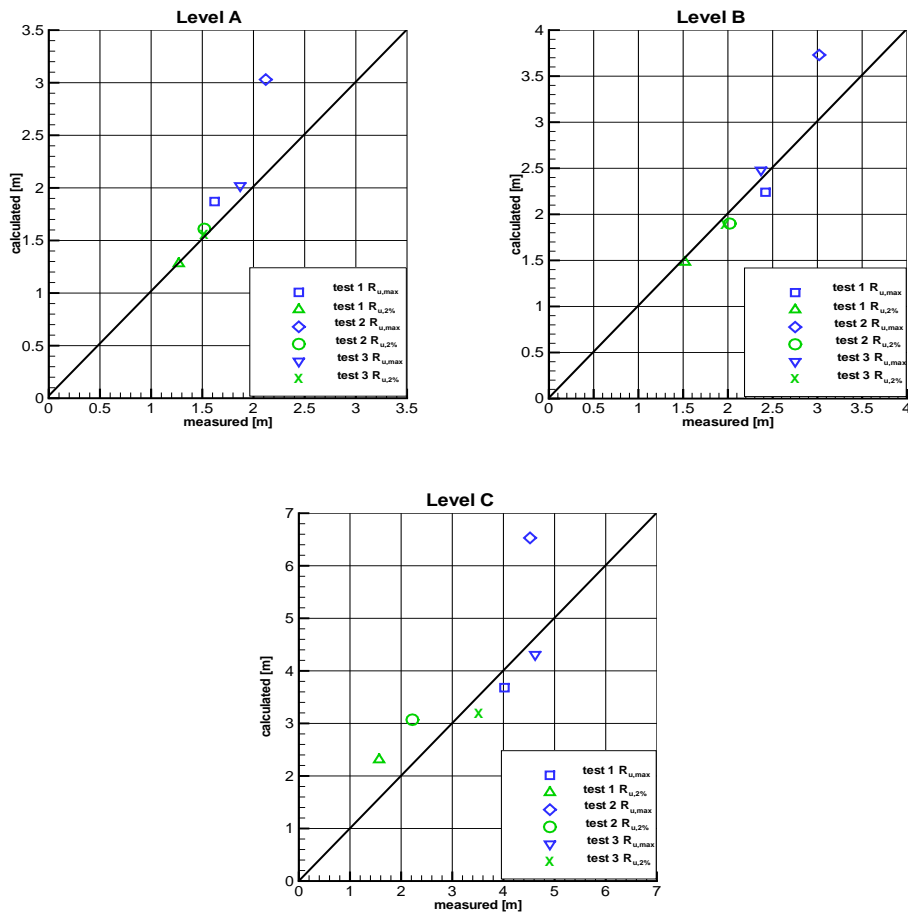 Level A
3.5
3
2.5
2
1.5
1
0.5
0
calculated [m]
0 0.5 1 1.5 2 2.5 3 3.5
measured [m]
test 1 Ru,max
test 1 Ru,2%
test 2 Ru,max
test 2 Ru,2%
test 3 Ru,max
test 3 Ru,2%
Level B
4
3.5
3
2.5
2
1.5
1
0.5
0
calculated [m]
0 0.5 1 1.5 2 2.5 3 3.5 4
measured [m]
test 1 Ru,max
test 1 Ru,2%
test 2 Ru,max
test 2 Ru,2%
test 3 Ru,max
test 3 Ru,2%
Level C
7
6
5
4
3
2
1
0
calculated [m]
0 1 2 3 4 5 6 7
measured [m]
test 1 Ru,max
test 1 Ru,2%
test 2 Ru,max
test 2 Ru,2%
test 3 Ru,max
test 3 Ru,2%